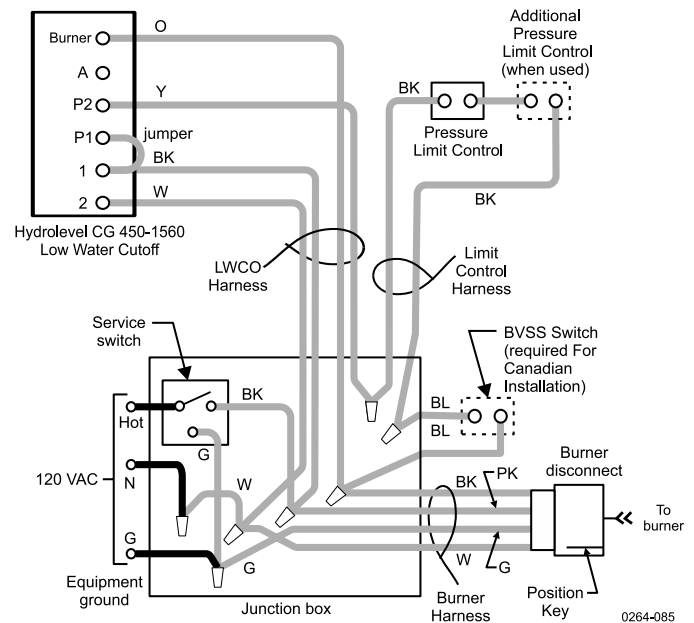 Burner
O
A
P2
Y
P1
jumper
1
BK
2
W
Hydrolevel CG 450-1560
Low Water Cutoff
Additional
Pressure
Limit Control
(when used)
BK
Pressure
Limit Control
BK
LWCO
Harness
Limit
Control
Harness
Service
switch
BVSS Switch
(required For
Canadian
Installation)
BK
BL
BL
Hot
G
120 VAC
N
W
G
Equipment
ground
G
Junction box
BK
PK
W
G
Burner
Harness
Burner
disconnect
To
burner
Position
Key
0264-085